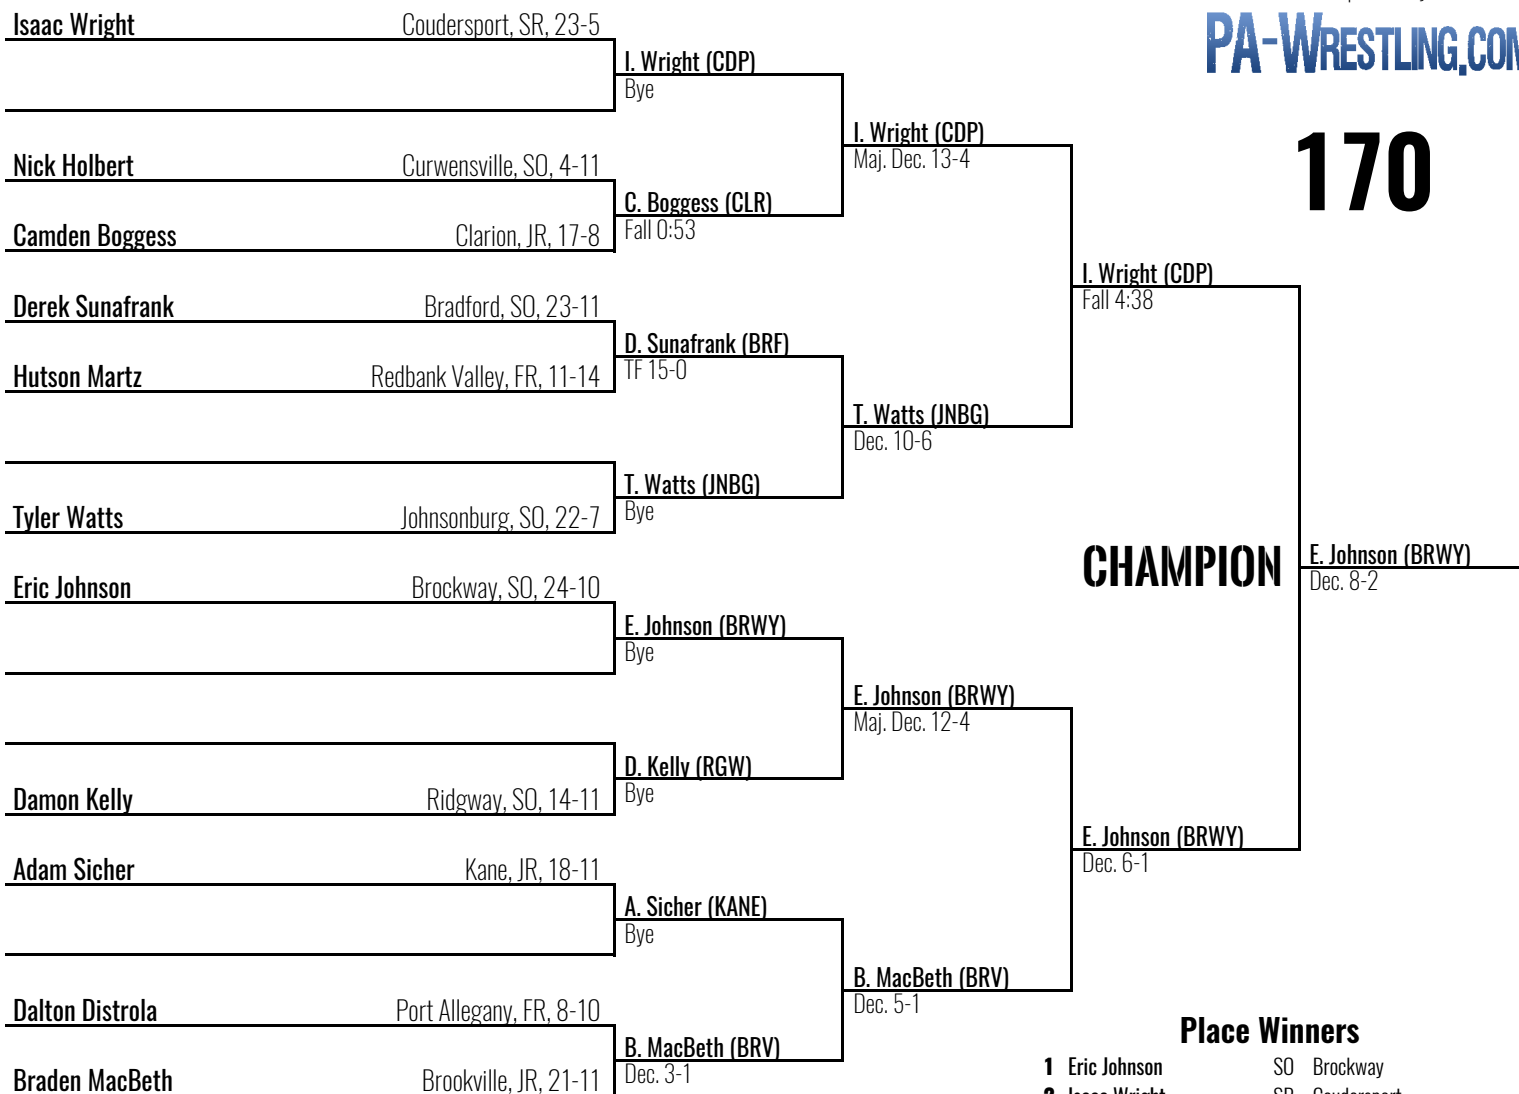 Isaac Wright Coudersport, SR, 23-5
I. Wright (CDP)
Bye
PA-WRESTLING.COM
170
Nick Holbert Curwensville, SO, 4-11
I. Wright (CDP)
Maj. Dec. 13-4
C. Boggess (CLR)
Fall 0:53
Camden Boggess Clarion, JR, 17-8
I. Wright (CDP)
Fall 4:38
Derek Sunafrank Bradford, SO, 23-11
D. Sunafrank (BRF)
TF 15-0
Hutson Martz Redbank Valley, FR, 11-14
T. Watts (JNBG)
Dec. 10-6
T. Watts (JNBG)
Bye
Tyler Watts Johnsonburg, SO, 22-7
CHAMPION
E. Johnson (BRWY)
Dec. 8-2
Eric Johnson Brockway, SO, 24-10
E. Johnson (BRWY)
Bye
E. Johnson (BRWY)
Maj. Dec. 12-4
D. Kelly (RGW)
Bye
Damon Kelly Ridgway, SO, 14-11
E. Johnson (BRWY)
Dec. 6-1
Adam Sicher Kane, JR, 18-11
A. Sicher (KANE)
Bye
B. MacBeth (BRV)
Dec. 5-1
Dalton Distrola Port Allegany, FR, 8-10
B. MacBeth (BRV)
Dec. 3-1
Braden MacBeth Brookville, JR, 21-11
Place Winners
1 Eric Johnson SO Brockway
2 Isaac Wright SR Coudersport